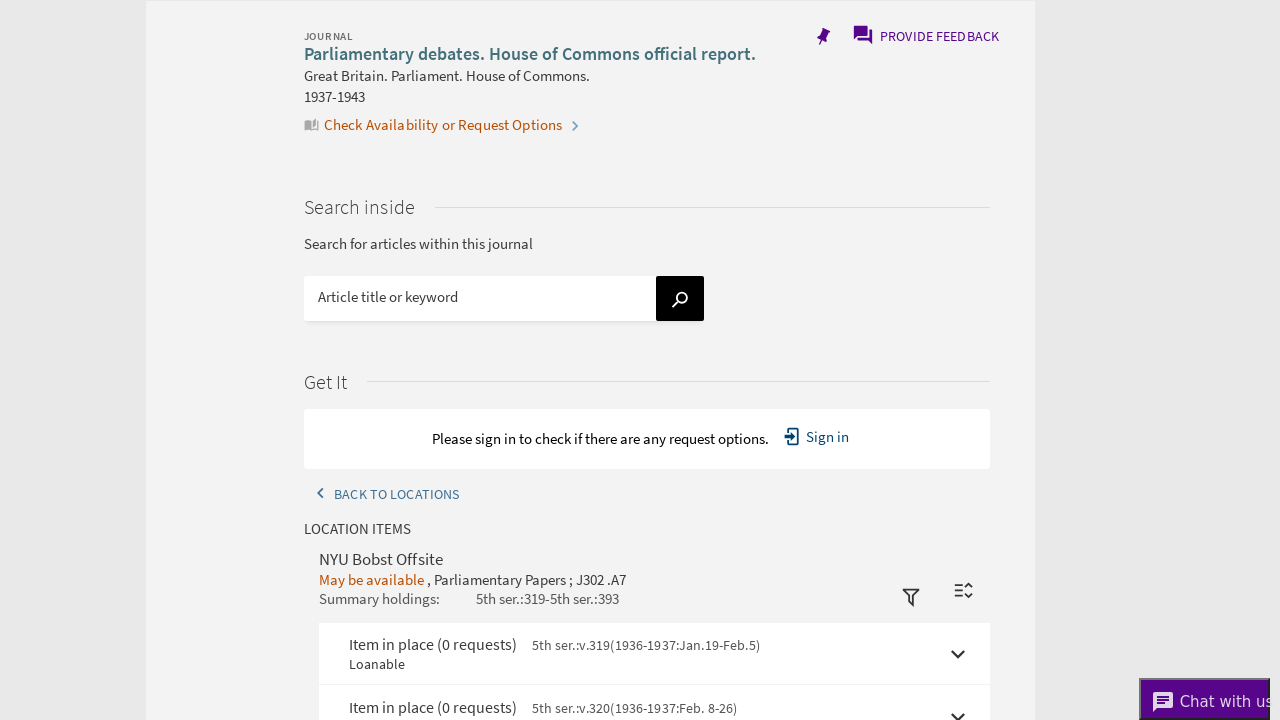 JOURNAL
Parliamentary debates. House of Commons official report.
Great Britain. Parliament. House of Commons.
1937-1943
Check Availability or Request Options
PROVIDE FEEDBACK
Search inside
Search for articles within this journal
Article title or keyword
Get It
Please sign in to check if there are any request options. Sign in
BACK TO LOCATIONS
LOCATION ITEMS
NYU Bobst Offsite
May be available , Parliamentary Papers ; J302 .A7
Summary holdings: 5th ser.:319-5th ser.:393
Item in place (0 requests) 5th ser.:v.319(1936-1937:Jan.19-Feb.5)
Loanable
Item in place (0 requests) 5th ser.:v.320(1936-1937:Feb. 8-26)
Chat with us